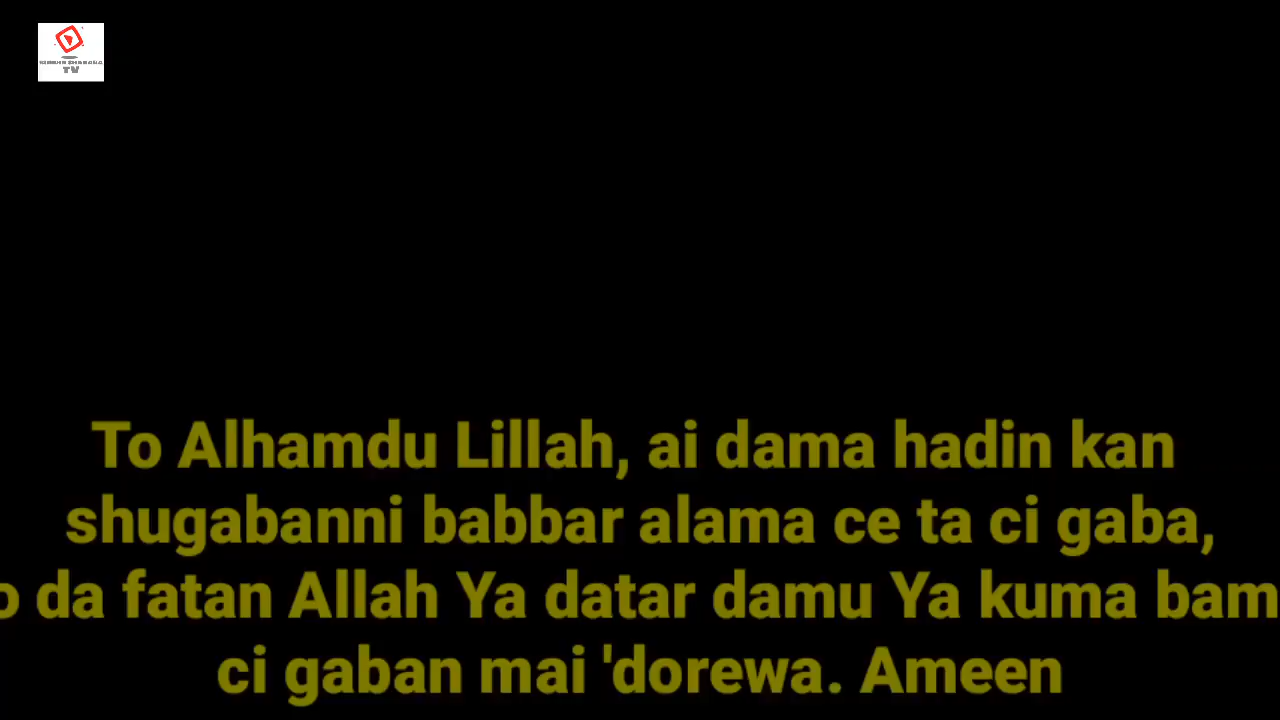 TV
To Alhamdu Lillah, ai dama hadin kan
shugabanni babbar alama ce ta ci gaba,
o da fatan Allah Ya datar damu Ya kuma bam
ci gaban mai 'dorewa. Ameen